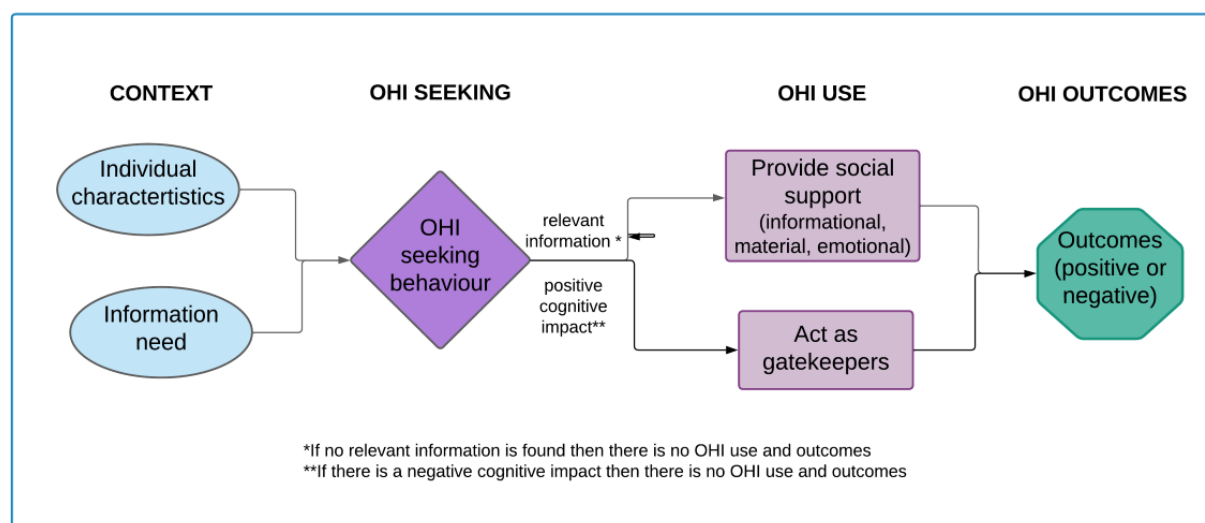 CONTEXT
OHI SEEKING
OHI USE
OHI OUTCOMES
Individual
charactertistics
Information
need
OHI
seeking
behaviour
relevant
information *
positive
cognitive
impact**
Provide social
support
(informational,
material, emotional)
Act as
gatekeepers
Outcomes
(positive or
negative)
*If no relevant information is found then there is no OHI use and outcomes
**If there is a negative cognitive impact then there is no OHI use and outcomes